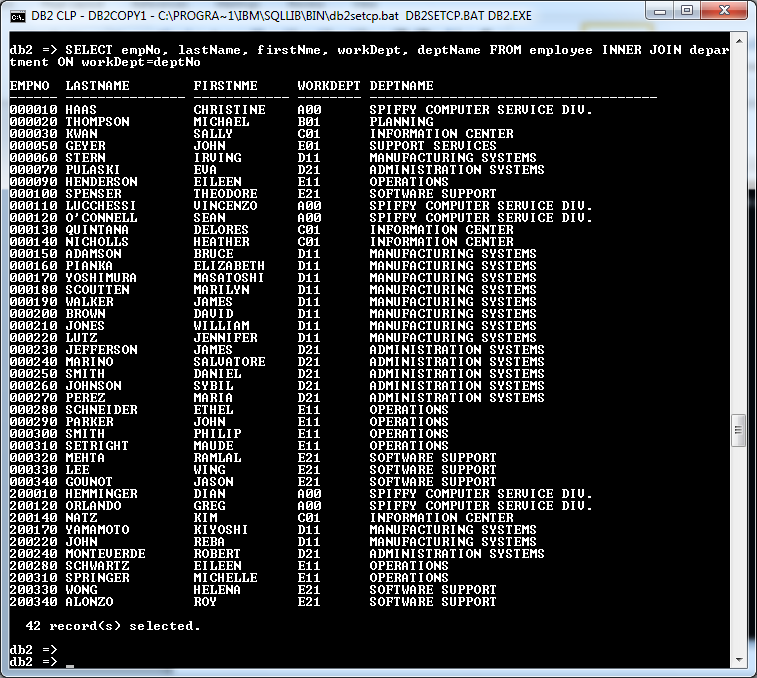 DB2 CLP - DB2COPY1 - C:\PROGRA~1\IBM\SQLLIB\BIN\db2setcp.bat DB2SETCP.BAT DB2.EXE
db2 => SELECT empNo, lastName, firstNme, workDept, deptName FROM employee INNER JOIN depar
tment ON workDept=deptNo
EMPNO LASTNAME FIRSTNME WORKDEPT DEPTNAME
------ --------------- ------------ -------- ------------------------------------
000010 HAAS CHRISTINE A00 SPIFFY COMPUTER SERVICE DIV.
000020 THOMPSON MICHAEL B01 PLANNING
000030 KWAN SALLY C01 INFORMATION CENTER
000050 GEYER JOHN E01 SUPPORT SERVICES
000060 STERN IRVING D11 MANUFACTURING SYSTEMS
000070 PULASKI EVA D21 ADMINISTRATION SYSTEMS
000090 HENDERSON EILEEN E11 OPERATIONS
000100 SPENSER THEODORE E21 SOFTWARE SUPPORT
000110 LUCCHESSI VINCENZO A00 SPIFFY COMPUTER SERVICE DIV.
000120 O'CONNELL SEAN A00 SPIFFY COMPUTER SERVICE DIV.
000130 QUINTANA DELORES C01 INFORMATION CENTER
000140 NICHOLLS HEATHER C01 INFORMATION CENTER
000150 ADAMSON BRUCE D11 MANUFACTURING SYSTEMS
000160 PIANKA ELIZABETH D11 MANUFACTURING SYSTEMS
000170 YOSHIMURA MASATOSHI D11 MANUFACTURING SYSTEMS
000180 SCOUTTEN MARILYN D11 MANUFACTURING SYSTEMS
000190 WALKER JAMES D11 MANUFACTURING SYSTEMS
000200 BROWN DAVID D11 MANUFACTURING SYSTEMS
000210 JONES WILLIAM D11 MANUFACTURING SYSTEMS
000220 LUTZ JENNIFER D11 MANUFACTURING SYSTEMS
000230 JEFFERSON JAMES D21 ADMINISTRATION SYSTEMS
000240 MARINO SALVATORE D21 ADMINISTRATION SYSTEMS
000250 SMITH DANIEL D21 ADMINISTRATION SYSTEMS
000260 JOHNSON SYBIL D21 ADMINISTRATION SYSTEMS
000270 PEREZ MARIA D21 ADMINISTRATION SYSTEMS
000280 SCHNEIDER ETHEL E11 OPERATIONS
000290 PARKER JOHN E11 OPERATIONS
000300 SMITH PHILIP E11 OPERATIONS
000310 SETRIGHT MAUDE E11 OPERATIONS
000320 MEHTA RAMLAL E21 SOFTWARE SUPPORT
000330 LEE WING E21 SOFTWARE SUPPORT
000340 GOUNOT JASON E21 SOFTWARE SUPPORT
200010 HEMMINGER DIAN A00 SPIFFY COMPUTER SERVICE DIV.
200120 ORLANDO GREG A00 SPIFFY COMPUTER SERVICE DIV.
200140 NATZ KIM C01 INFORMATION CENTER
200170 YAMAMOTO KIYOSHI D11 MANUFACTURING SYSTEMS
200220 JOHN REBA D11 MANUFACTURING SYSTEMS
200240 MONTEVERDE ROBERT D21 ADMINISTRATION SYSTEMS
200280 SCHWARTZ EILEEN E11 OPERATIONS
200310 SPRINGER MICHELLE E11 OPERATIONS
200330 WONG HELENA E21 SOFTWARE SUPPORT
200340 ALONZO ROY E21 SOFTWARE SUPPORT
42 record(s) selected.
db2 =>
db2 => _